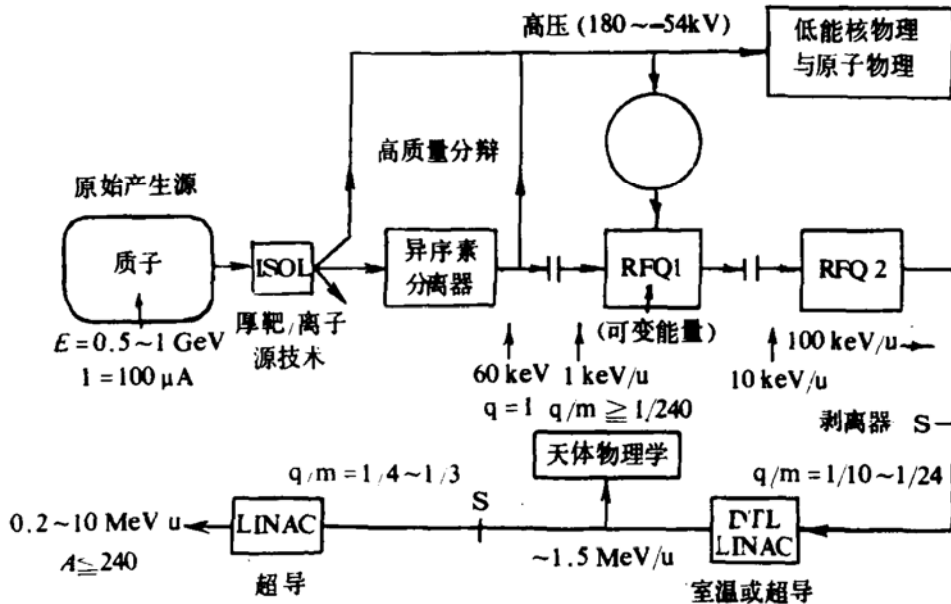 高压 (180~-54kV)
低能核物理
与原子物理
高质量分辩
原始产生源
质子
ISOL
异序素
分离器
RFQ1
RFQ 2
厚靶/离子
源技术
(可变能量)
E = 0.5~1 GeV
I = 100 μA
60 keV
1 keV/u
10 keV/u
100 keV/u
q = 1
q/m ≧ 1/240
剥离器 S
天体物理学
q/m = 1/4~1/3
S
q/m = 1/10~1/24
0.2~10 MeV u
A≦240
LINAC
~1.5 MeV/u
DTL
LINAC
超导
室温或超导